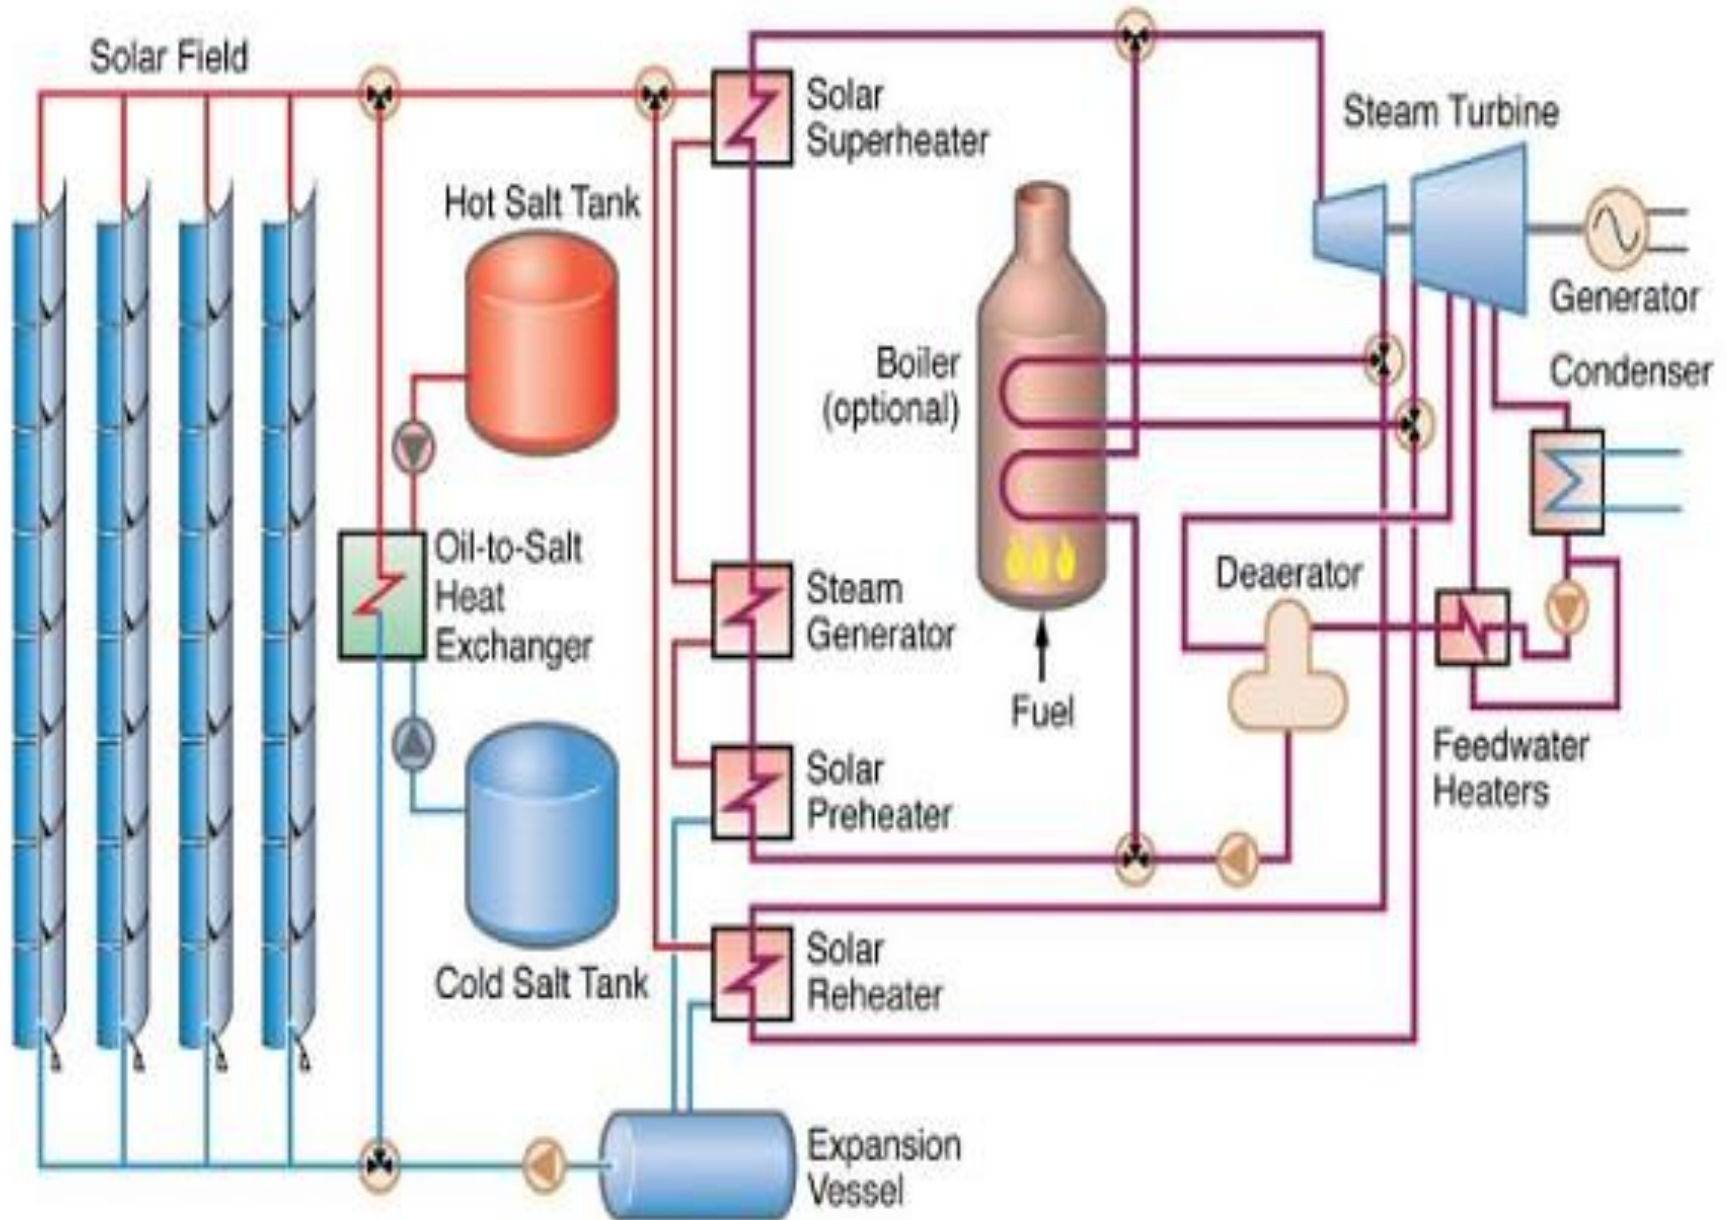 Solar Field
Solar
Superheater
Steam Turbine
Hot Salt Tank
Generator
Boiler
(optional)
Condenser
Oil-to-Salt
Heat
Exchanger
Steam
Generator
Deaerator
Fuel
Solar
Preheater
Feedwater
Heaters
Cold Salt Tank
Solar
Reheater
Expansion
Vessel